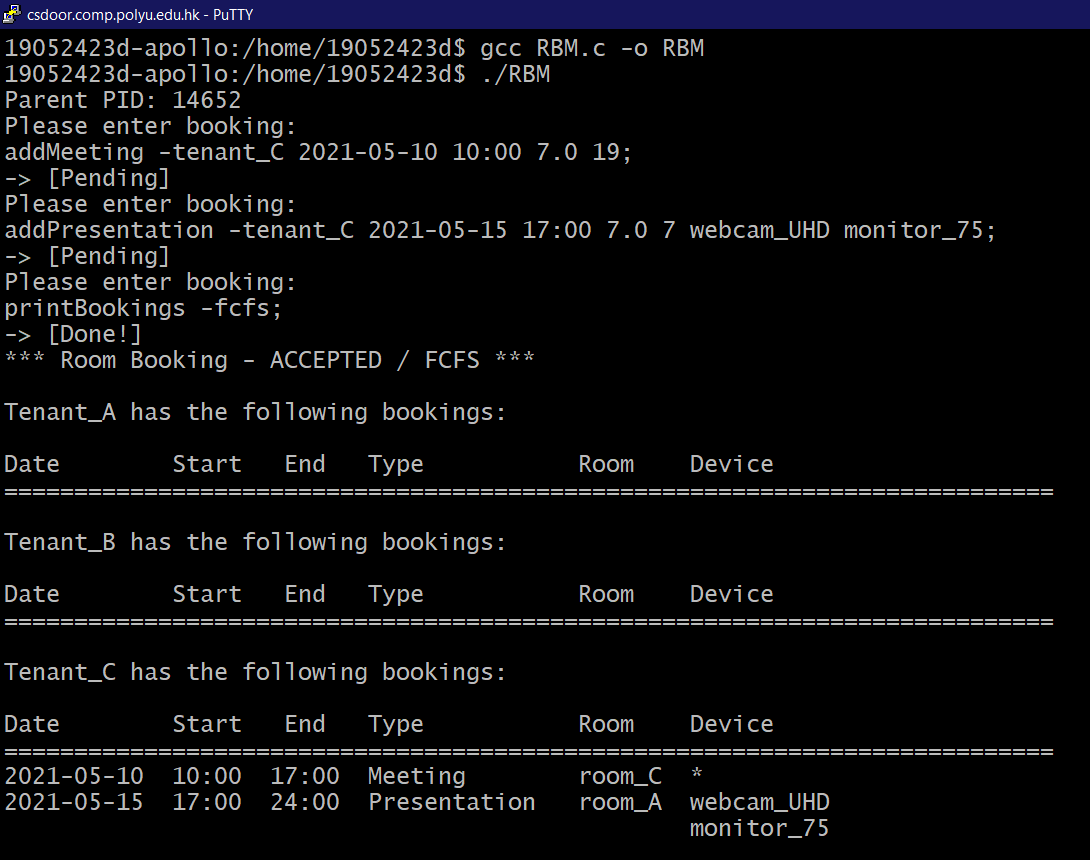 csdoor.comp.polyu.edu.hk - PuTTY
19052423d-apollo:/home/19052423d$ gcc RBM.c -o RBM
19052423d-apollo:/home/19052423d$ ./RBM
Parent PID: 14652
Please enter booking:
addMeeting -tenant_C 2021-05-10 10:00 7.0 19;
-> [Pending]
Please enter booking:
addPresentation -tenant_C 2021-05-15 17:00 7.0 7 webcam_UHD monitor_75;
-> [Pending]
Please enter booking:
printBookings -fcfs;
-> [Done!]
*** Room Booking - ACCEPTED / FCFS ***
Tenant_A has the following bookings:
Date        Start   End   Type           Room    Device
===========================================================================
Tenant_B has the following bookings:
Date        Start   End   Type           Room    Device
===========================================================================
Tenant_C has the following bookings:
Date        Start   End   Type           Room    Device
===========================================================================
2021-05-10  10:00  17:00  Meeting        room_C  *
2021-05-15  17:00  24:00  Presentation   room_A  webcam_UHD
monitor_75